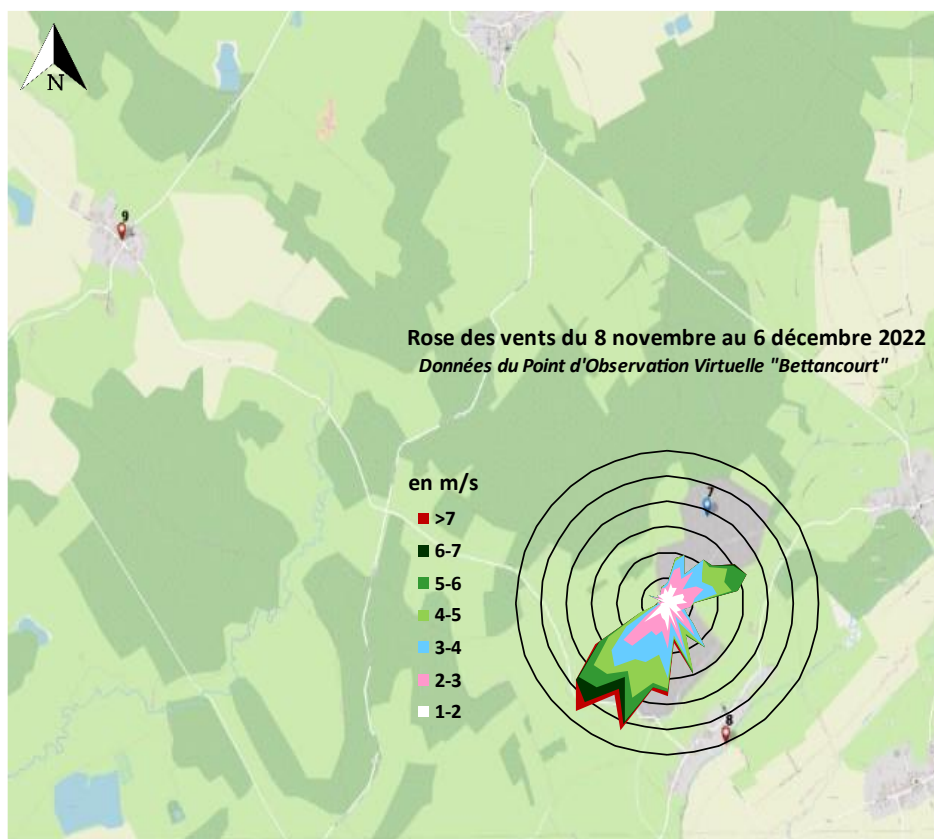 N
9
Rose des vents du 8 novembre au 6 décembre 2022
Données du Point d'Observation Virtuelle "Bettancourt"
en m/s
>7
6-7
5-6
4-5
3-4
2-3
1-2
7
8